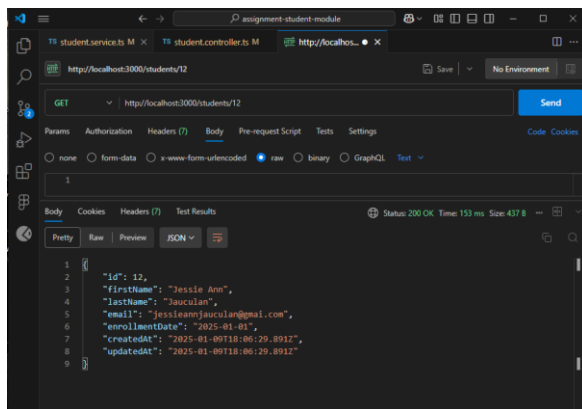 assignment-student-module
TS student.service.ts M
TS student.controller.ts M
http://localhos...
http://localhost:3000/students/12
Save
No Environment
GET
http://localhost:3000/students/12
Send
Params Authorization Headers (7) Body Pre-request Script Tests Settings
Code Cookies
none form-data x-www-form-urlencoded raw binary GraphQL Text
1
Body Cookies Headers (7) Test Results
Status: 200 OK Time: 153 ms Size: 437 B
Pretty Raw Preview JSON
1 {
2 "id": 12,
3 "firstName": "Jessie Ann",
4 "lastName": "Jauculan",
5 "email": "jessieannjauculan@gmai.com",
6 "enrollmentDate": "2025-01-01",
7 "createdAt": "2025-01-09T18:06:29.891Z",
8 "updatedAt": "2025-01-09T18:06:29.891Z"
9 }